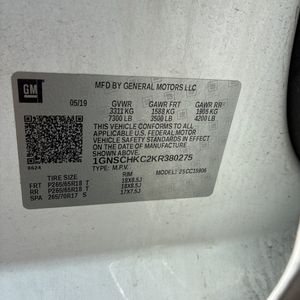 GM
MFD BY GENERAL MOTORS LLC
05/19 GVWR GAWR FRT GAWR RR
3311 KG 1588 KG 1905 KG
7300 LB 3500 LB 4200 LB
THIS VEHICLE CONFORMS TO ALL APPLICABLE
U.S. FEDERAL MOTOR VEHICLE SAFETY AND
THEFT PREVENTION STANDARDS IN EFFECT ON
THE DATE OF MANUFACTURE SHOWN ABOVE.
1GNSCHKC2KR380275
TYPE: M.P.V. MODEL:
TIRE SIZE RIM
FRT P265/65R18 T 18X8.5J
RR P265/65R18 T 18X8.5J
SPA 265/70R17 S 17X7.5J